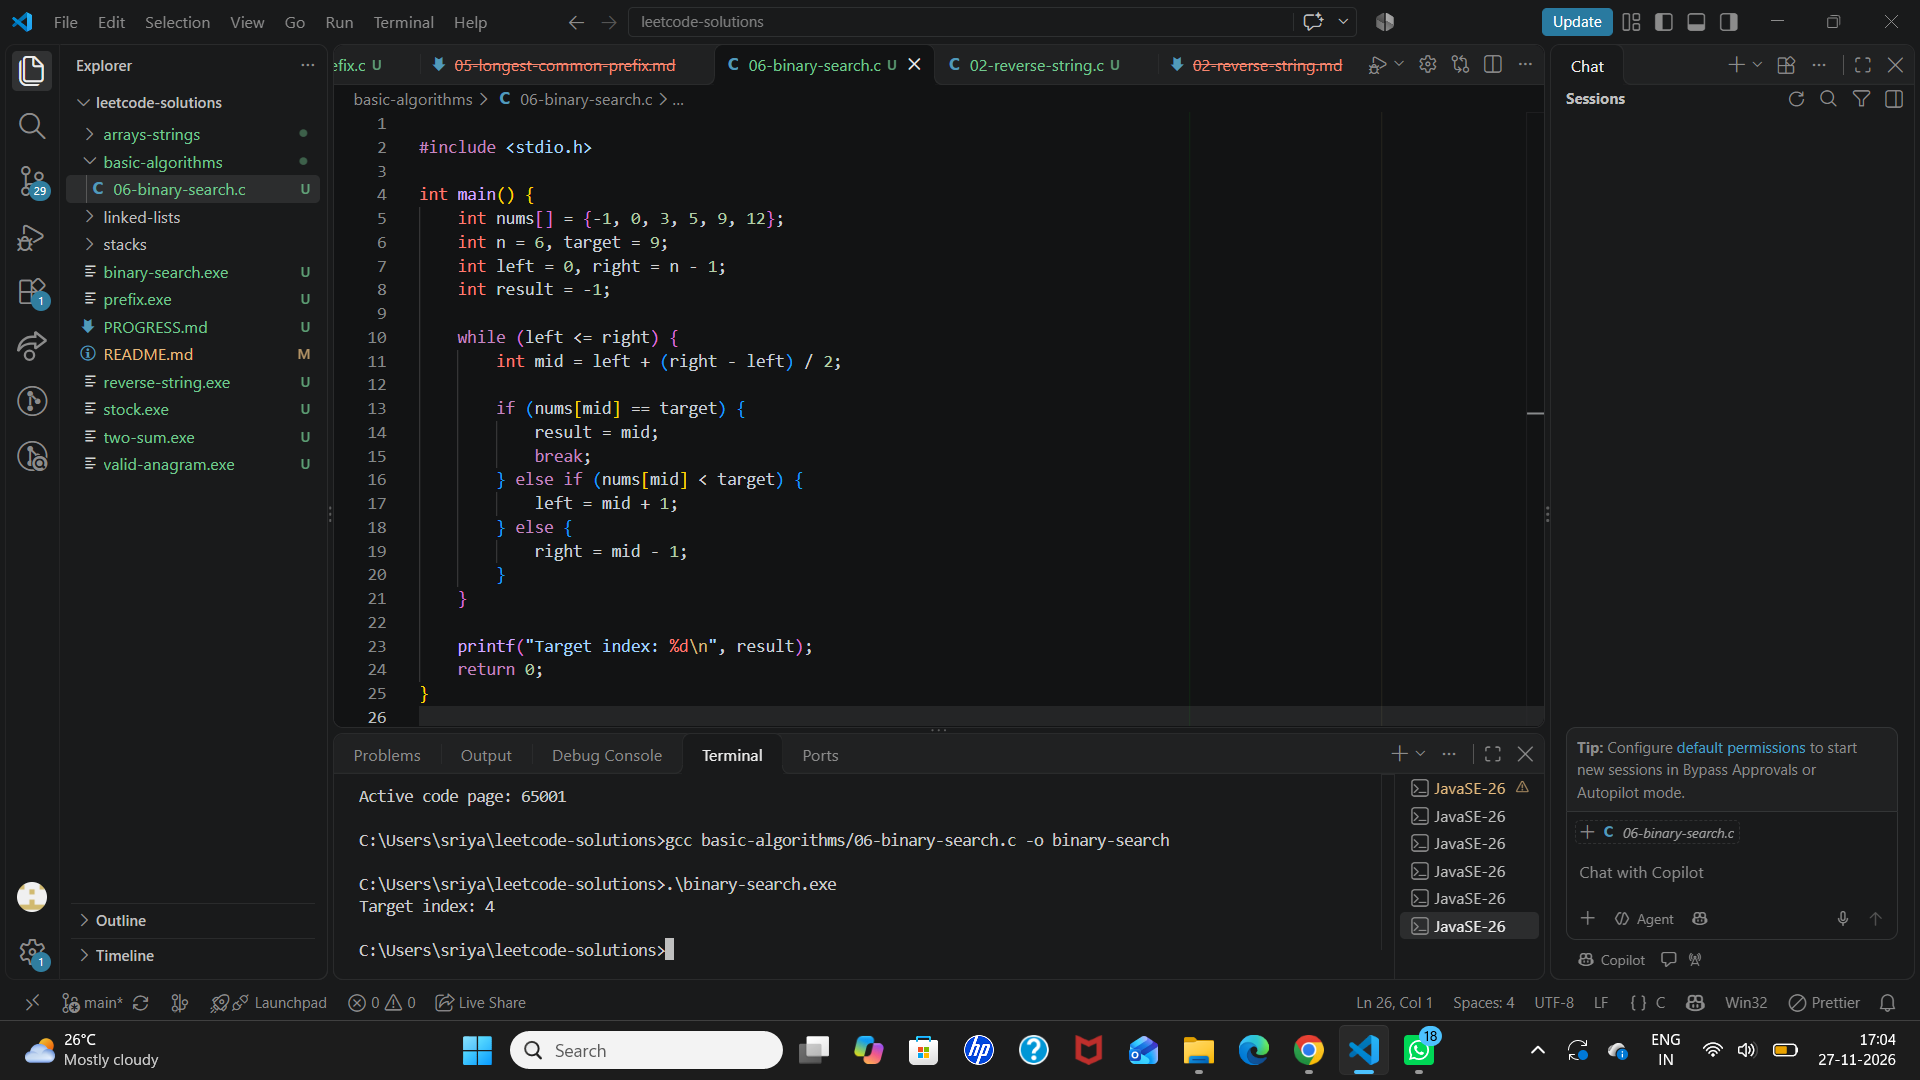 File Edit Selection View Go Run Terminal Help
leetcode-solutions
Update
Explorer
leetcode-solutions
arrays-strings
basic-algorithms
C 06-binary-search.c U
linked-lists
stacks
binary-search.exe U
prefix.exe U
PROGRESS.md U
README.md M
reverse-string.exe U
stock.exe U
two-sum.exe U
valid-anagram.exe U
29
1
Outline
Timeline
1
efix.c U
05-longest-common-prefix.md
C 06-binary-search.c U
C 02-reverse-string.c U
02-reverse-string.md
basic-algorithms > C 06-binary-search.c > ...
1
2 #include <stdio.h>
3
4 int main() {
5 int nums[] = {-1, 0, 3, 5, 9, 12};
6 int n = 6, target = 9;
7 int left = 0, right = n - 1;
8 int result = -1;
9
10 while (left <= right) {
11 int mid = left + (right - left) / 2;
12
13 if (nums[mid] == target) {
14 result = mid;
15 break;
16 } else if (nums[mid] < target) {
17 left = mid + 1;
18 } else {
19 right = mid - 1;
20 }
21 }
22
23 printf("Target index: %d\n", result);
24 return 0;
25 }
26
Problems Output Debug Console Terminal Ports
Active code page: 65001
C:\Users\sriya\leetcode-solutions>gcc basic-algorithms/06-binary-search.c -o binary-search
C:\Users\sriya\leetcode-solutions>.\binary-search.exe
Target index: 4
C:\Users\sriya\leetcode-solutions>
JavaSE-26
JavaSE-26
JavaSE-26
JavaSE-26
JavaSE-26
JavaSE-26
Chat
Sessions
Tip: Configure default permissions to start
new sessions in Bypass Approvals or
Autopilot mode.
C 06-binary-search.c
Chat with Copilot
Agent
Copilot
main* Launchpad 0 0 Live Share
Ln 26, Col 1 Spaces: 4 UTF-8 LF {} C Win32 Prettier
26°C
Mostly cloudy
Search
hp
18
ENG
IN
17:04
27-11-2026